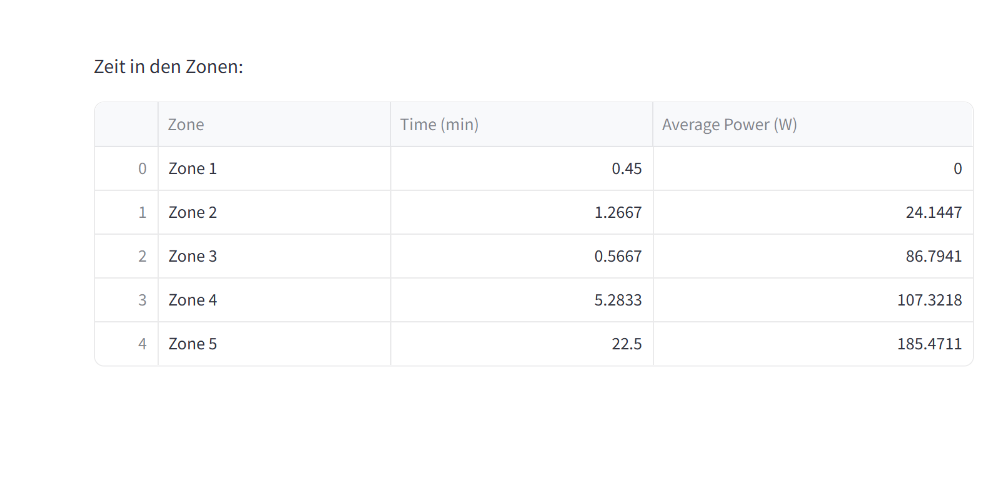 Zeit in den Zonen:
Zone Time (min) Average Power (W)
0 Zone 1 0.45 0
1 Zone 2 1.2667 24.1447
2 Zone 3 0.5667 86.7941
3 Zone 4 5.2833 107.3218
4 Zone 5 22.5 185.4711